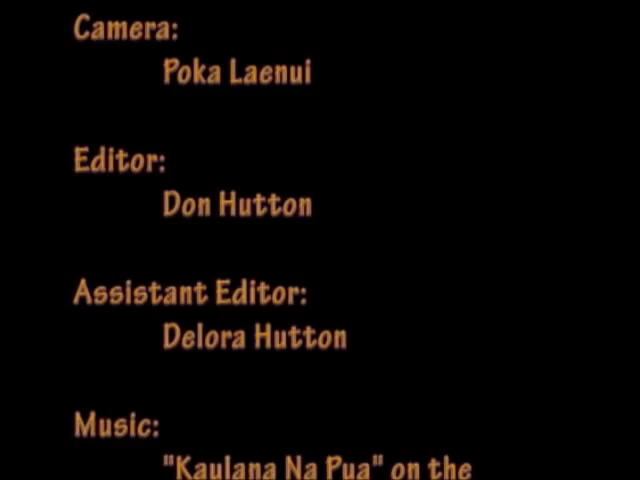 Camera:
Poka Laenui
Editor:
Don Hutton
Assistant Editor:
Delora Hutton
Music:
"Kaulana Na Pua" on the